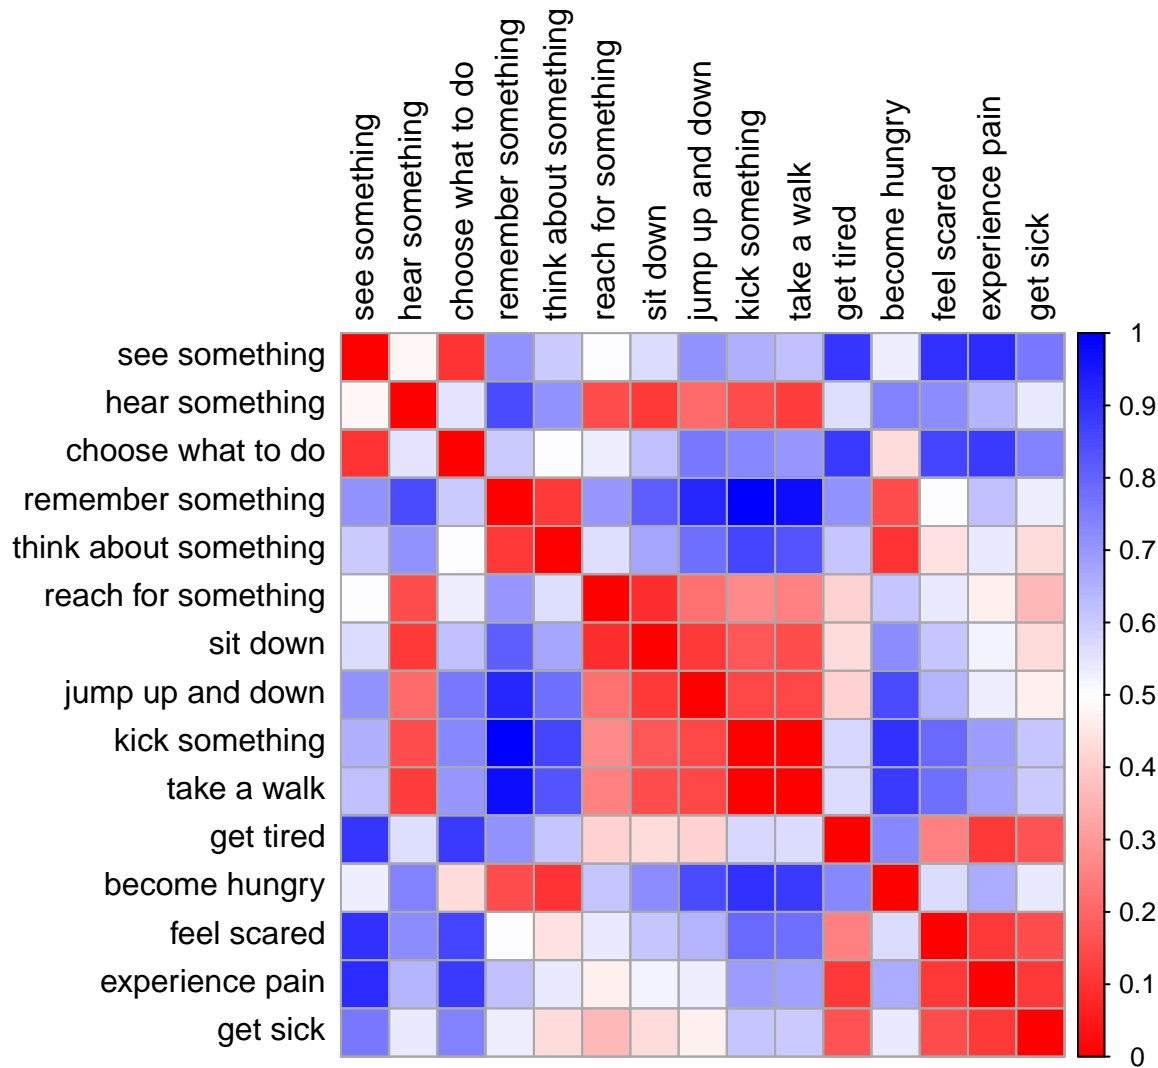 see something
hear something
choose what to do
remember something
think about something
reach for something
sit down
jump up and down
kick something
take a walk
get tired
become hungry
feel scared
experience pain
get sick
see something
hear something
choose what to do
remember something
think about something
reach for something
sit down
jump up and down
kick something
take a walk
get tired
become hungry
feel scared
experience pain
get sick
1
0.9
0.8
0.7
0.6
0.5
0.4
0.3
0.2
0.1
0